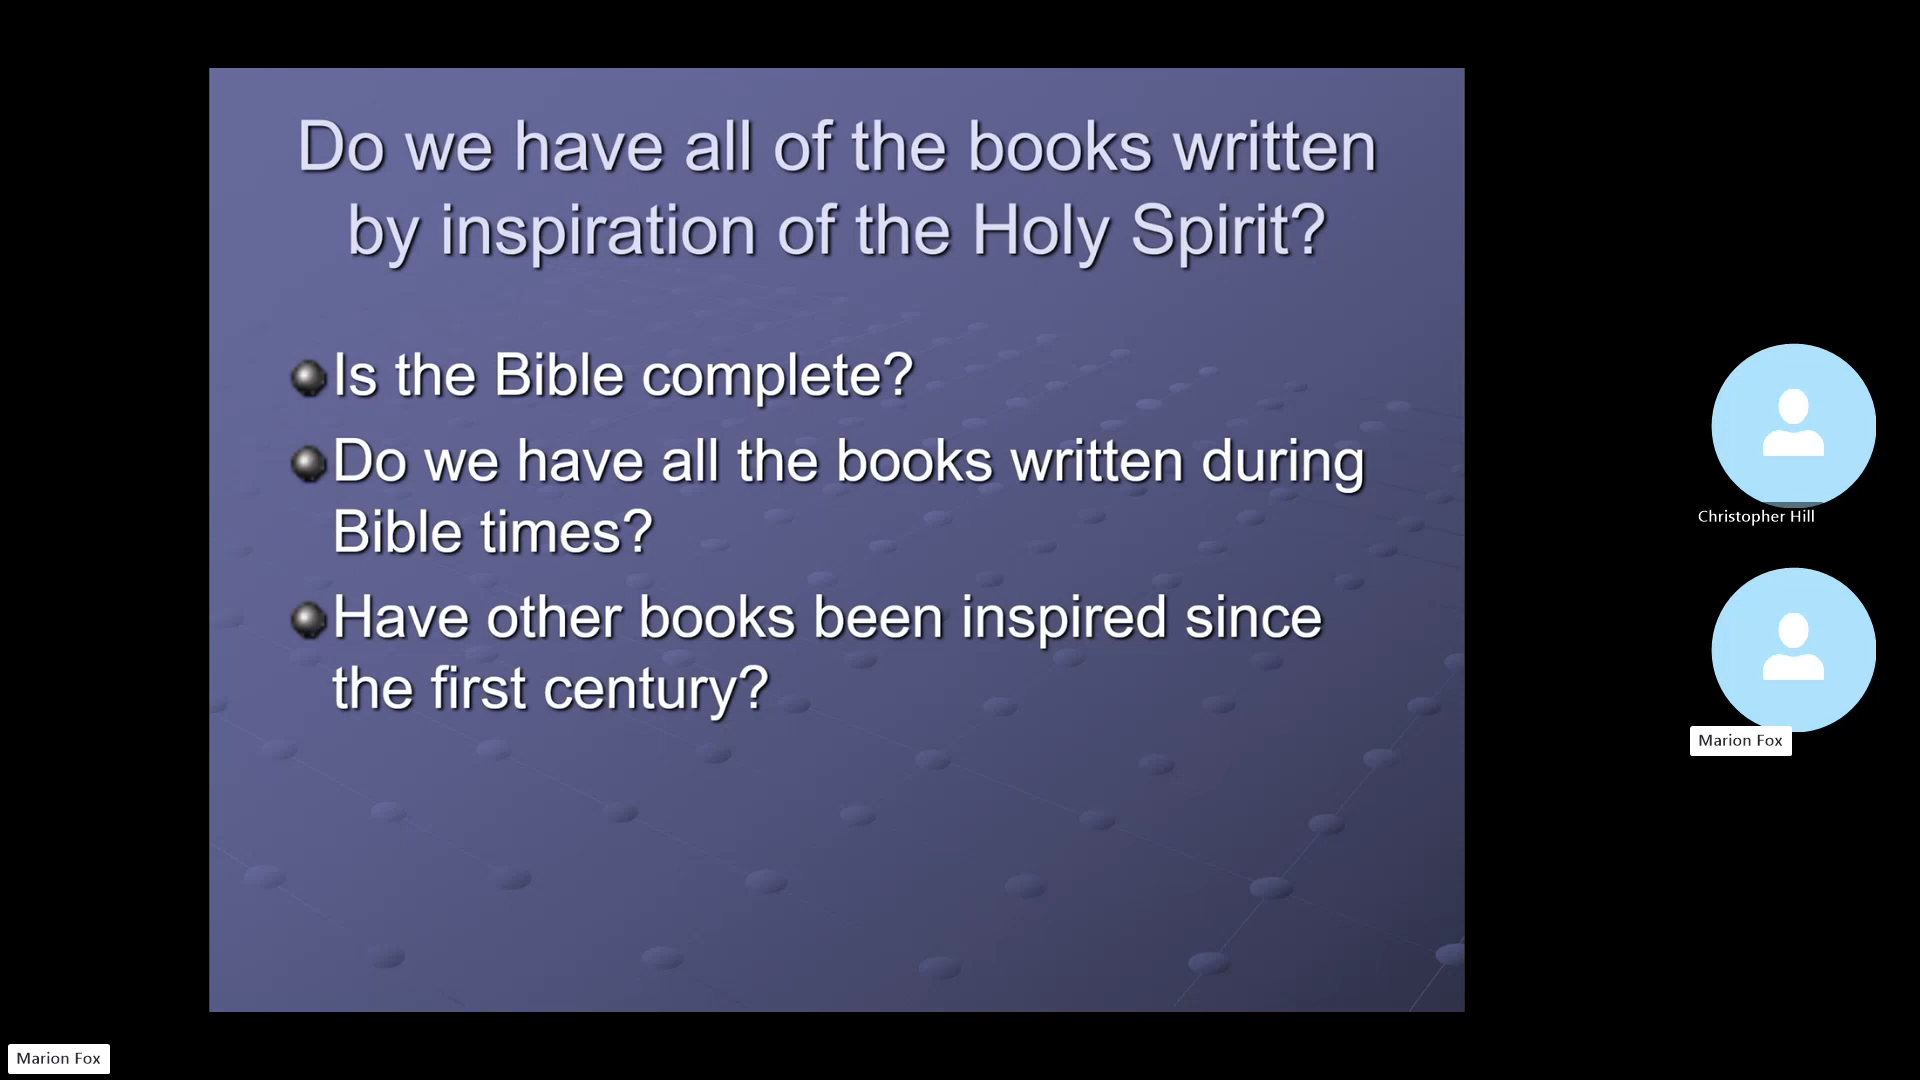 Do we have all of the books written
by inspiration of the Holy Spirit?
Is the Bible complete?
Do we have all the books written during
Bible times?
Have other books been inspired since
the first century?
Christopher Hill
Marion Fox
Marion Fox